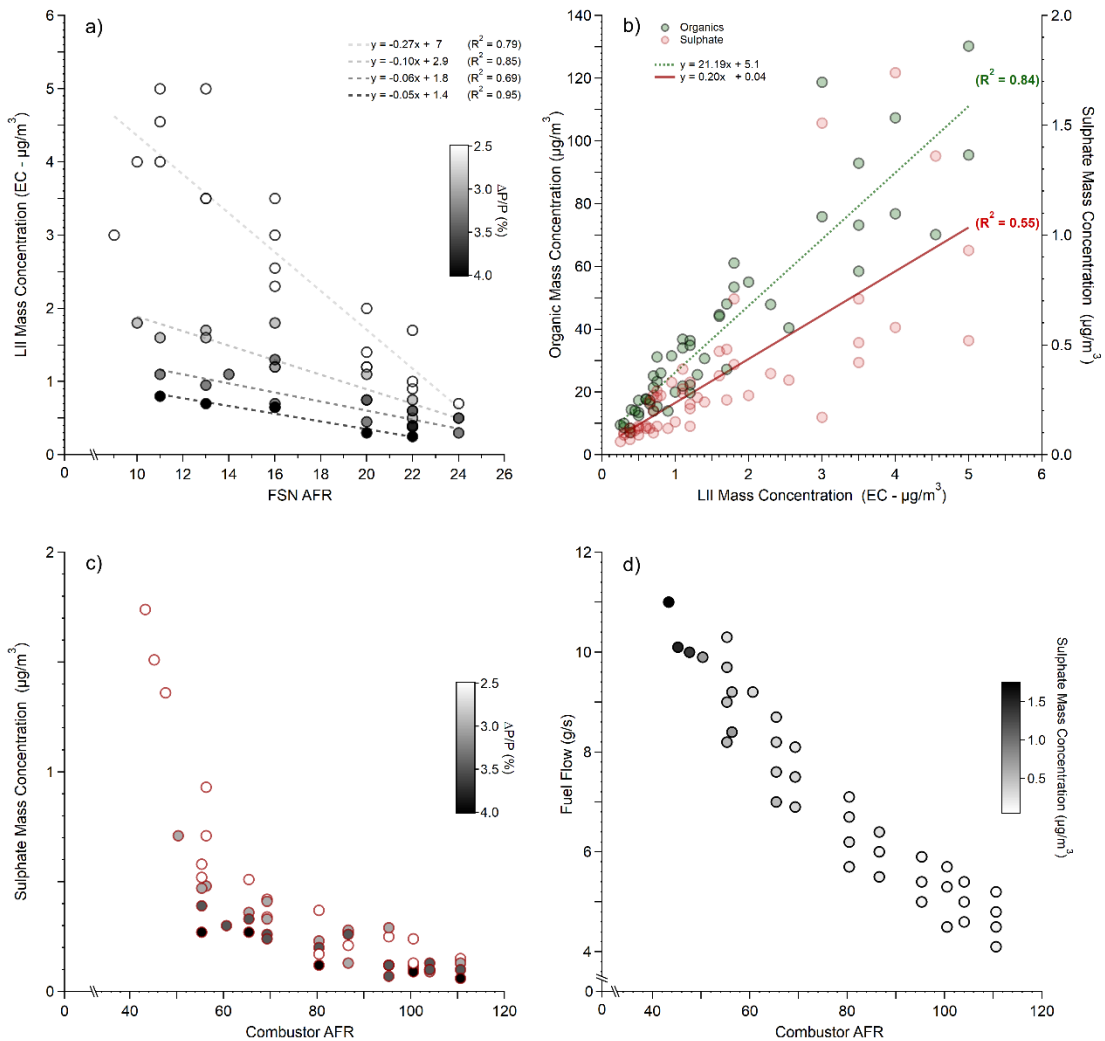 a)
y = -0.27x + 7 (R² = 0.79)
y = -0.10x + 2.9 (R² = 0.85)
y = -0.06x + 1.8 (R² = 0.69)
y = -0.05x + 1.4 (R² = 0.95)
6
5
4
3
2
1
0
LII Mass Concentration (EC - µg/m³)
2.5
3.0
3.5
4.0
ΔP/P (%)
0 10 12 14 16 18 20 22 24 26
FSN AFR
b)
Organics
Sulphate
y = 21.19x + 5.1
y = 0.20x + 0.04
(R² = 0.84)
(R² = 0.55)
140
120
100
80
60
40
20
0
Organic Mass Concentration (µg/m³)
2.0
1.5
1.0
0.5
0.0
Sulphate Mass Concentration (µg/m³)
0 1 2 3 4 5 6
LII Mass Concentration (EC - µg/m³)
c)
2
1
0
Sulphate Mass Concentration (µg/m³)
2.5
3.0
3.5
4.0
ΔP/P (%)
0 40 60 80 100 120
Combustor AFR
d)
12
10
8
6
4
0
Fuel Flow (g/s)
1.5
1.0
0.5
Sulphate Mass Concentration (µg/m³)
0 40 60 80 100 120
Combustor AFR